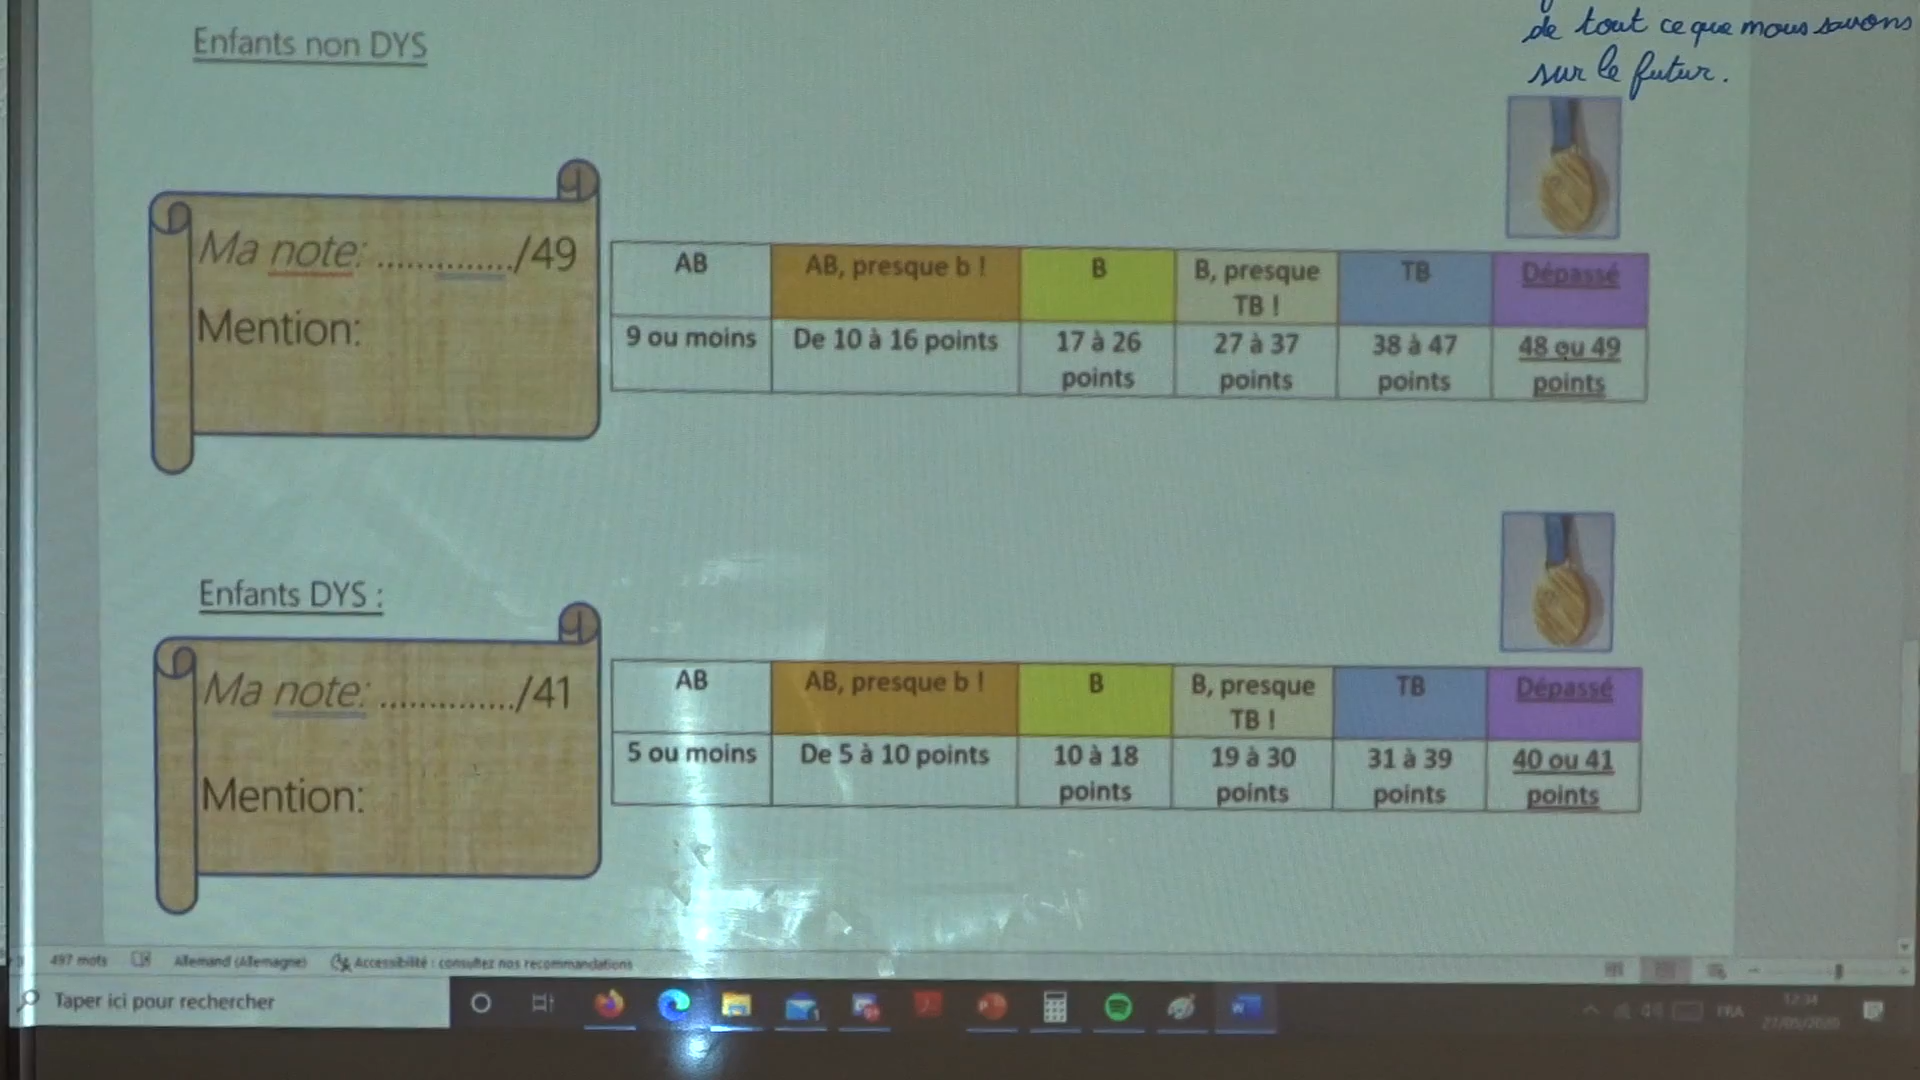 de tout ce que nous savons
sur le futur.
Enfants non DYS
Ma note: ............../49
Mention:
AB
AB, presque b !
B
B, presque
TB !
TB
Dépassé
9 ou moins
De 10 à 16 points
17 à 26
points
27 à 37
points
38 à 47
points
48 ou 49
points
Enfants DYS :
Ma note: ............../41
Mention:
AB
AB, presque b !
B
B, presque
TB !
TB
Dépassé
5 ou moins
De 5 à 10 points
10 à 18
points
19 à 30
points
31 à 39
points
40 ou 41
points
497 mots
Allemand (Allemagne)
Accessibilité : consultez nos recommandations
Taper ici pour rechercher
FRA
12:34